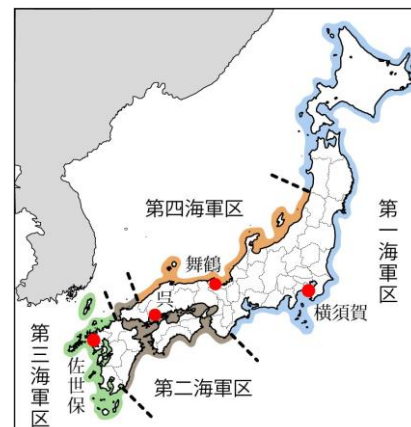 第四海軍区
舞鶴
呉
第一海軍区
横須賀
第三海軍区
佐世保
第二海軍区